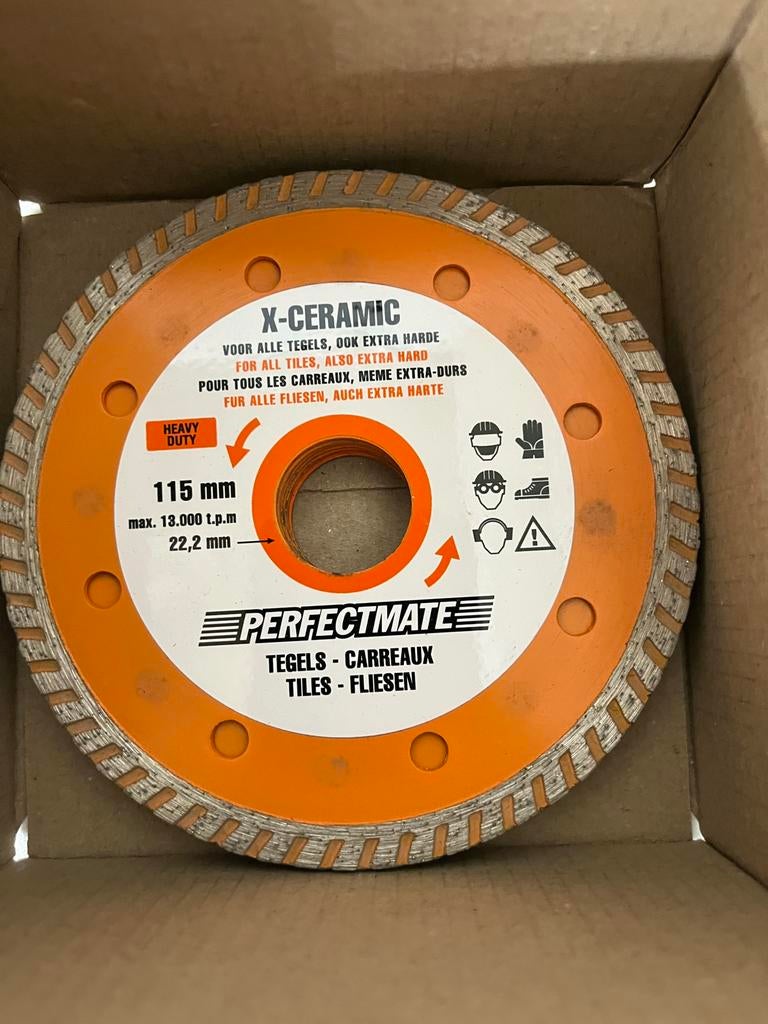 X-CERAMIC
VOOR ALLE TEGELS, OOK EXTRA HARDE
FOR ALL TILES, ALSO EXTRA HARD
POUR TOUS LES CARREAUX, MEME EXTRA-DURS
FUR ALLE FLIESEN, AUCH EXTRA HARTE
HEAVY
DUTY
115 mm
max. 13.000 t.p.m
22,2 mm
PERFECTMATE
TEGELS - CARREAUX
TILES - FLIESEN